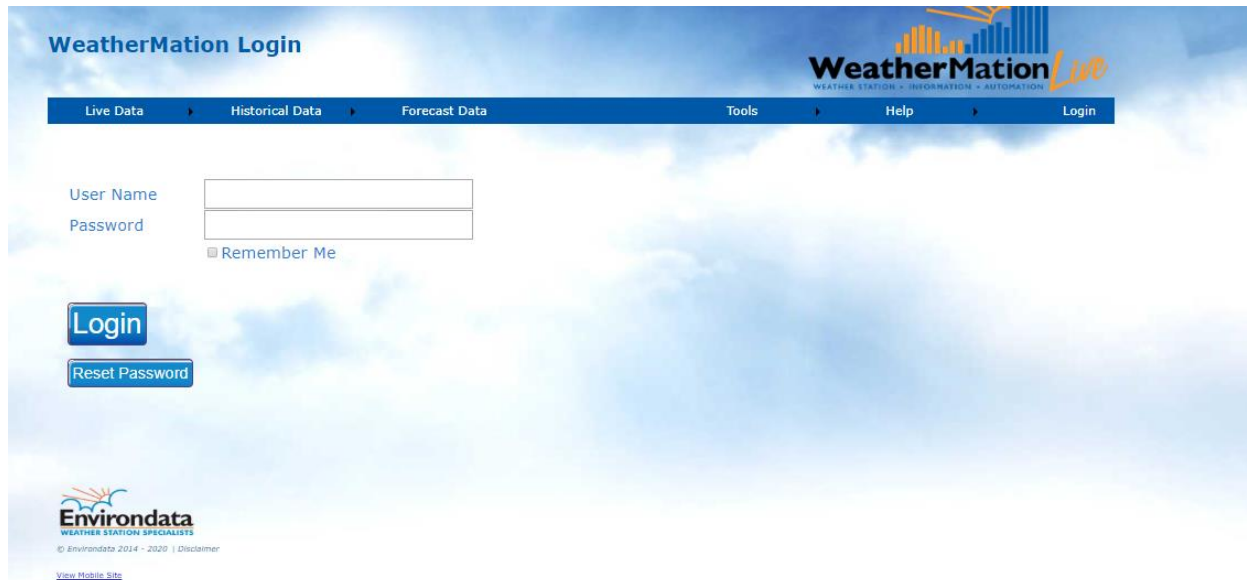 WeatherMation Login
WeatherMation Live
WEATHER STATION • INFORMATION • AUTOMATION
Live Data Historical Data Forecast Data Tools Help Login
User Name
Password
Remember Me
Login
Reset Password
Environdata
WEATHER STATION SPECIALISTS
© Environdata 2014 - 2020 | Disclaimer
View Mobile Site